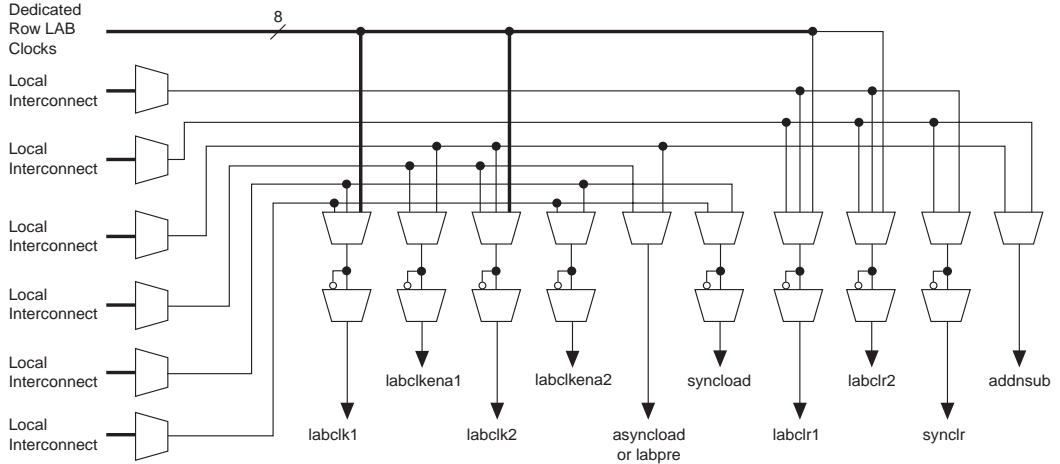 Dedicated
Row LAB
Clocks
8
Local
Interconnect
Local
Interconnect
Local
Interconnect
Local
Interconnect
Local
Interconnect
Local
Interconnect
labclkena1
labclkena2
syncload
labclr2
addnsub
labclk1
labclk2
asyncload
or labpre
labclr1
synclr